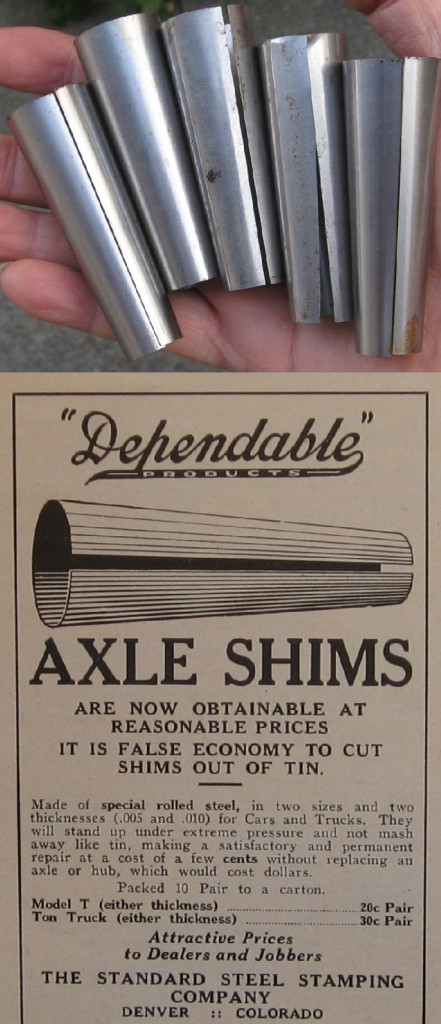 "Dependable"
PRODUCTS
AXLE SHIMS
ARE NOW OBTAINABLE AT
REASONABLE PRICES
IT IS FALSE ECONOMY TO CUT
SHIMS OUT OF TIN.
Made of special rolled steel, in two sizes and two
thicknesses (.005 and .010) for Cars and Trucks. They
will stand up under extreme pressure and not mash
away like tin, making a satisfactory and permanent
repair at a cost of a few cents without replacing an
axle or hub, which would cost dollars.
Packed 10 Pair to a carton.
Model T (either thickness) ........................ 20c Pair
Ton Truck (either thickness) ........................ 30c Pair
Attractive Prices
to Dealers and Jobbers
THE STANDARD STEEL STAMPING
COMPANY
DENVER :: COLORADO